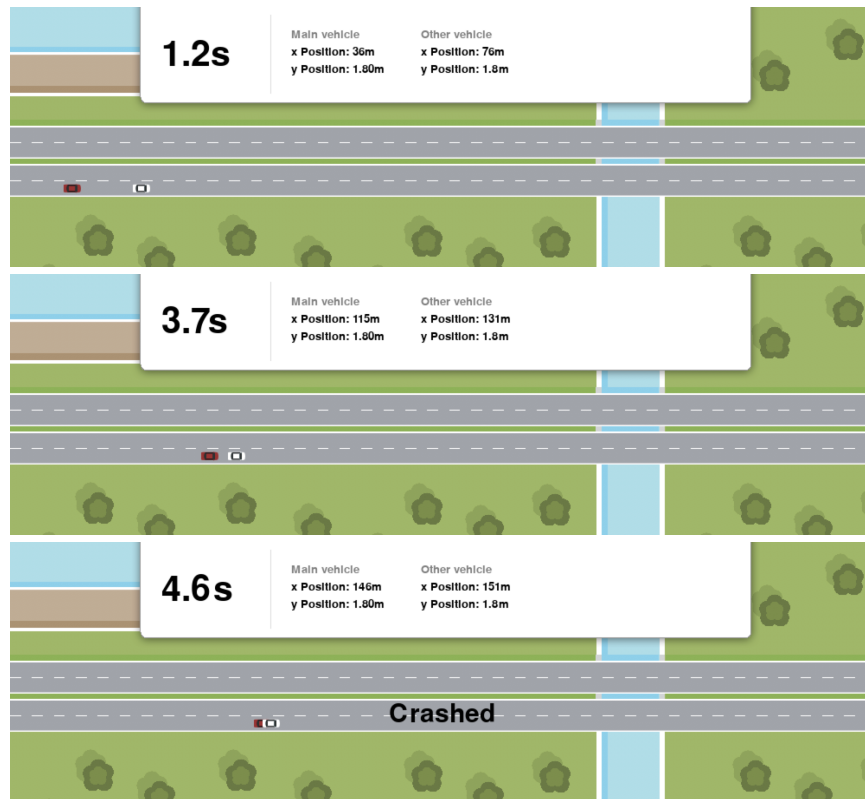 1.2s
Main vehicle Other vehicle
x Position: 36m x Position: 76m
y Position: 1.80m y Position: 1.8m
3.7s
Main vehicle Other vehicle
x Position: 115m x Position: 131m
y Position: 1.80m y Position: 1.8m
4.6s
Main vehicle Other vehicle
x Position: 146m x Position: 151m
y Position: 1.80m y Position: 1.8m
Crashed